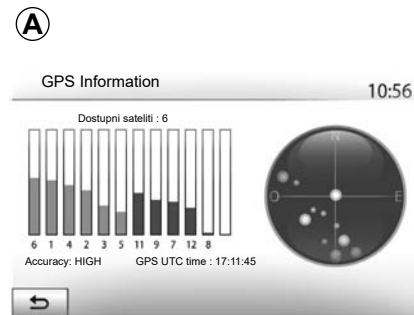 A
GPS Information
10:56
Dostupni sateliti : 6
N
O E
6 1 4 2 3 5 11 9 7 12 8
Accuracy: HIGH GPS UTC time : 17:11:45